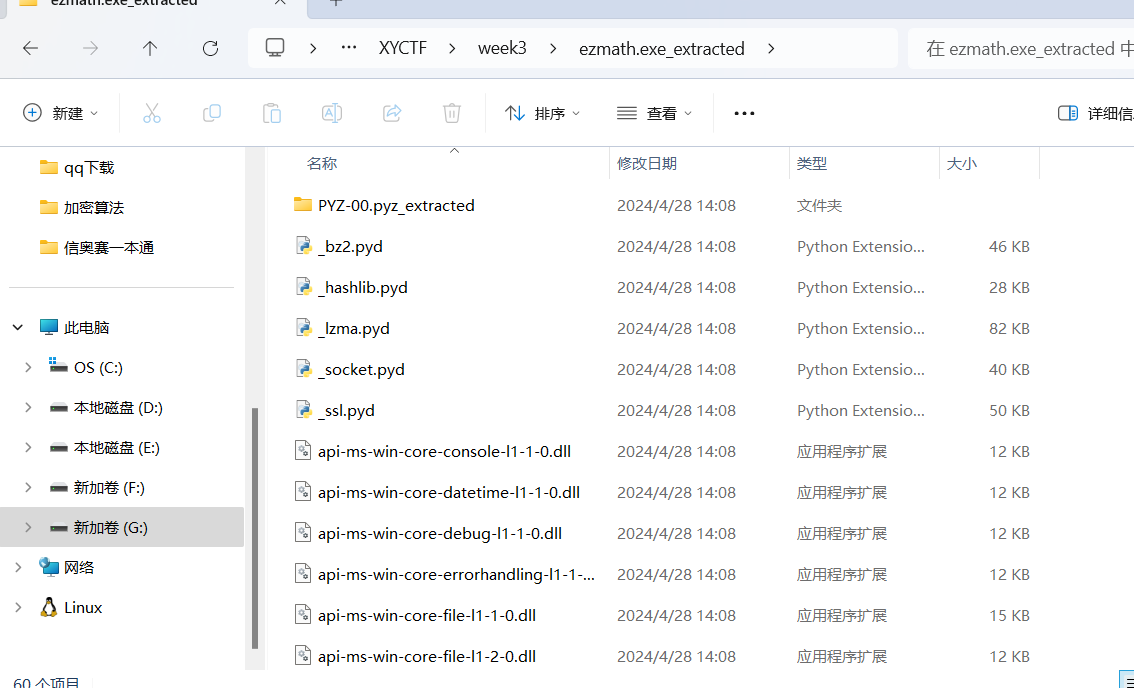 ezmath.exe_extracted
XYCTF > week3 > ezmath.exe_extracted >
在 ezmath.exe_extracted 中
新建
排序
查看
详细信
qq下载
加密算法
信奥赛一本通
此电脑
OS (C:)
本地磁盘 (D:)
本地磁盘 (E:)
新加卷 (F:)
新加卷 (G:)
网络
Linux
名称 修改日期 类型 大小
PYZ-00.pyz_extracted 2024/4/28 14:08 文件夹
_bz2.pyd 2024/4/28 14:08 Python Extensio... 46 KB
_hashlib.pyd 2024/4/28 14:08 Python Extensio... 28 KB
_lzma.pyd 2024/4/28 14:08 Python Extensio... 82 KB
_socket.pyd 2024/4/28 14:08 Python Extensio... 40 KB
_ssl.pyd 2024/4/28 14:08 Python Extensio... 50 KB
api-ms-win-core-console-l1-1-0.dll 2024/4/28 14:08 应用程序扩展 12 KB
api-ms-win-core-datetime-l1-1-0.dll 2024/4/28 14:08 应用程序扩展 12 KB
api-ms-win-core-debug-l1-1-0.dll 2024/4/28 14:08 应用程序扩展 12 KB
api-ms-win-core-errorhandling-l1-1-... 2024/4/28 14:08 应用程序扩展 12 KB
api-ms-win-core-file-l1-1-0.dll 2024/4/28 14:08 应用程序扩展 15 KB
api-ms-win-core-file-l1-2-0.dll 2024/4/28 14:08 应用程序扩展 12 KB
60 个项目